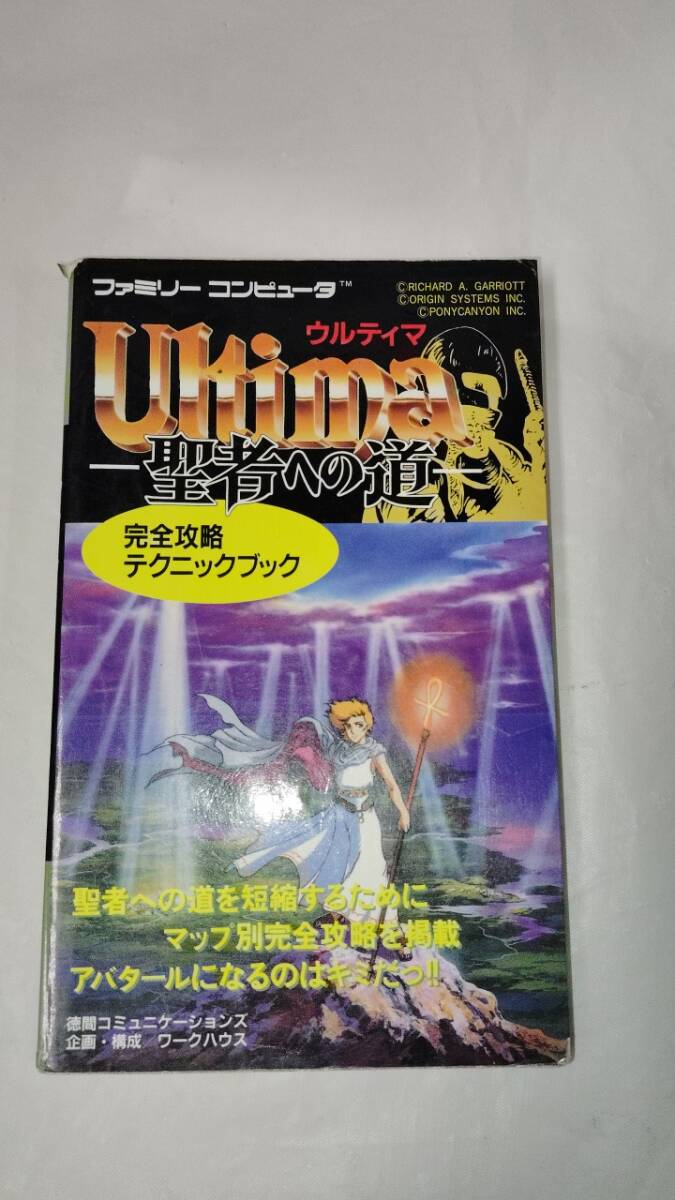 ファミリー コンピュータ™
©RICHARD A. GARRIOTT
©ORIGIN SYSTEMS INC.
©PONYCANYON INC.
ウルティマ
Ultima
聖者への道
完全攻略
テクニックブック
聖者への道を短縮するために
マップ別完全攻略を掲載
アバタールになるのはキミだっ!!
徳間コミュニケーションズ
企画・構成 ワークハウス